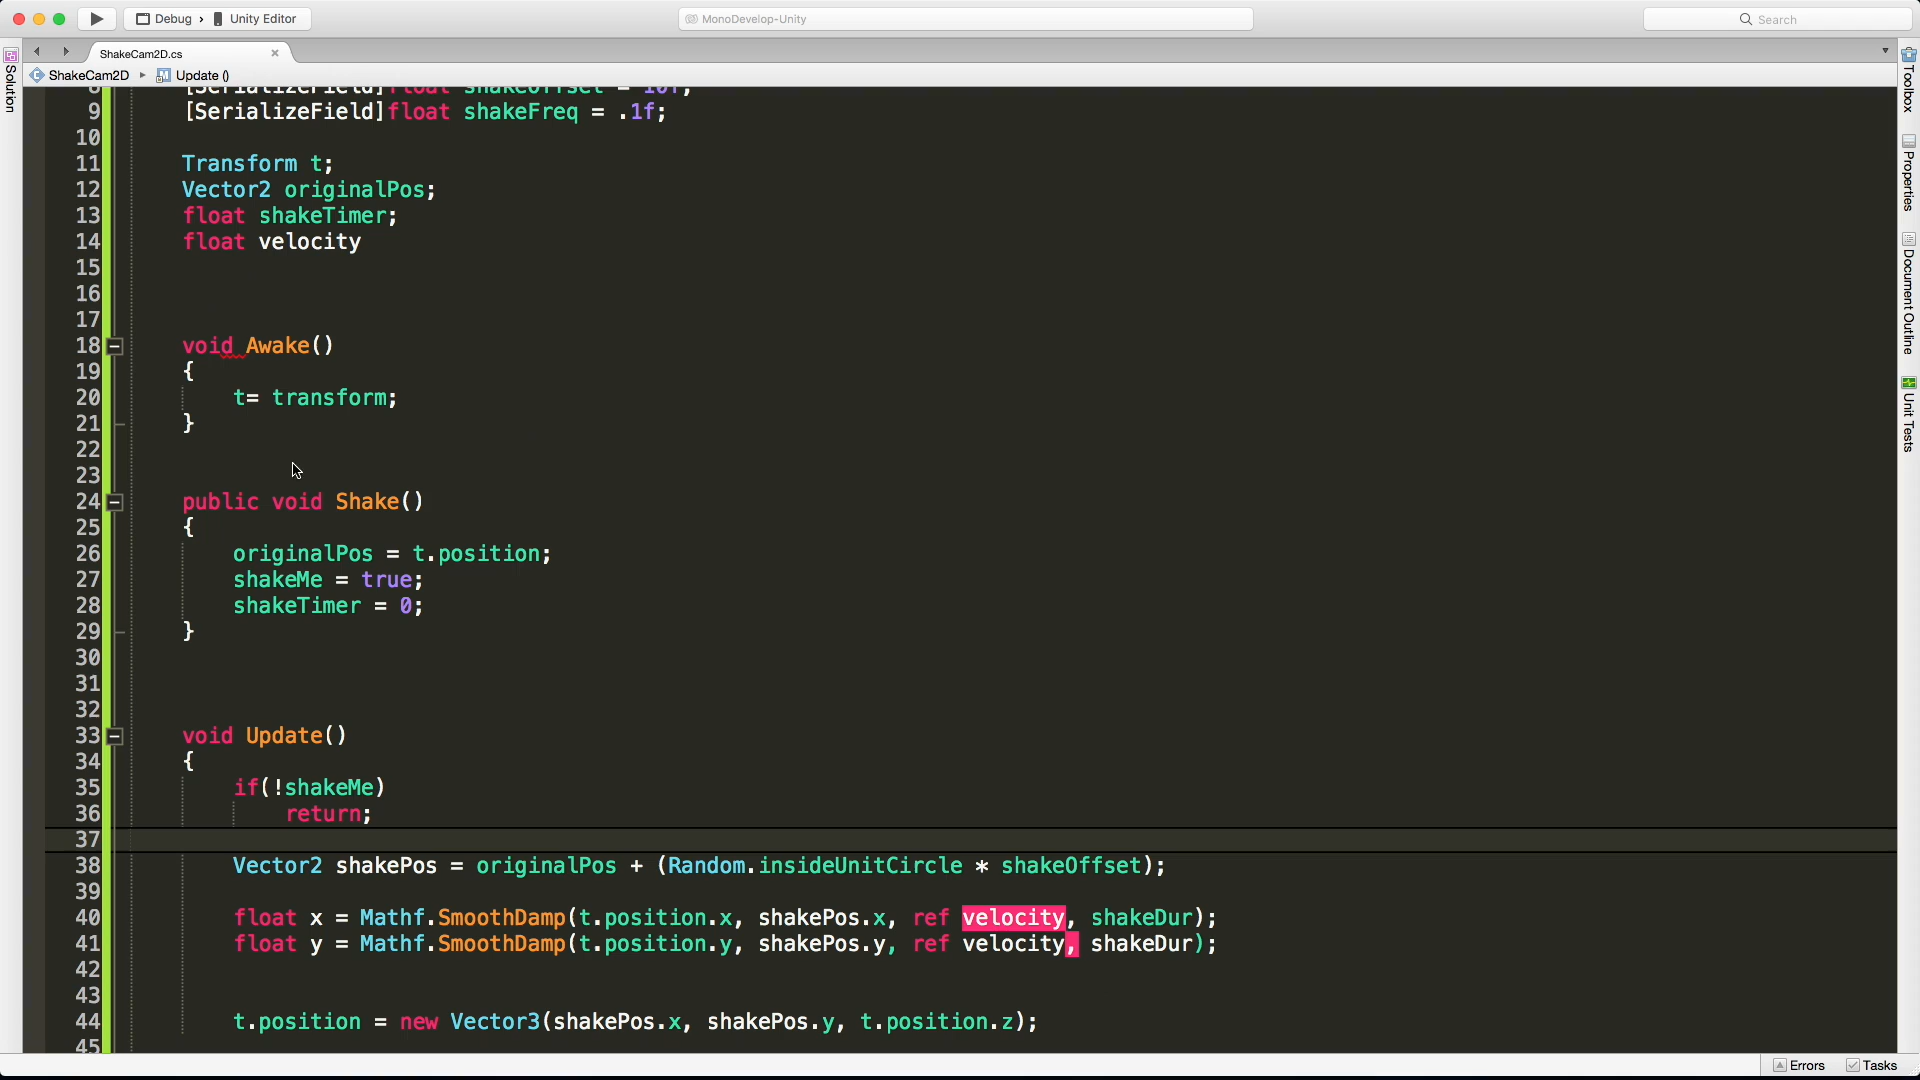 Debug › Unity Editor
MonoDevelop-Unity
Search
ShakeCam2D.cs
Solution
ShakeCam2D ▸ Update ()
8 [SerializeField]float shakeOffset = 10f;
9 [SerializeField]float shakeFreq = .1f;
10
11 Transform t;
12 Vector2 originalPos;
13 float shakeTimer;
14 float velocity
15
16
17
18 void Awake()
19 {
20 t= transform;
21 }
22
23
24 public void Shake()
25 {
26 originalPos = t.position;
27 shakeMe = true;
28 shakeTimer = 0;
29 }
30
31
32
33 void Update()
34 {
35 if(!shakeMe)
36 return;
37
38 Vector2 shakePos = originalPos + (Random.insideUnitCircle * shakeOffset);
39
40 float x = Mathf.SmoothDamp(t.position.x, shakePos.x, ref velocity, shakeDur);
41 float y = Mathf.SmoothDamp(t.position.y, shakePos.y, ref velocity, shakeDur);
42
43
44 t.position = new Vector3(shakePos.x, shakePos.y, t.position.z);
45
Toolbox
Properties
Document Outline
Unit Tests
Errors
Tasks